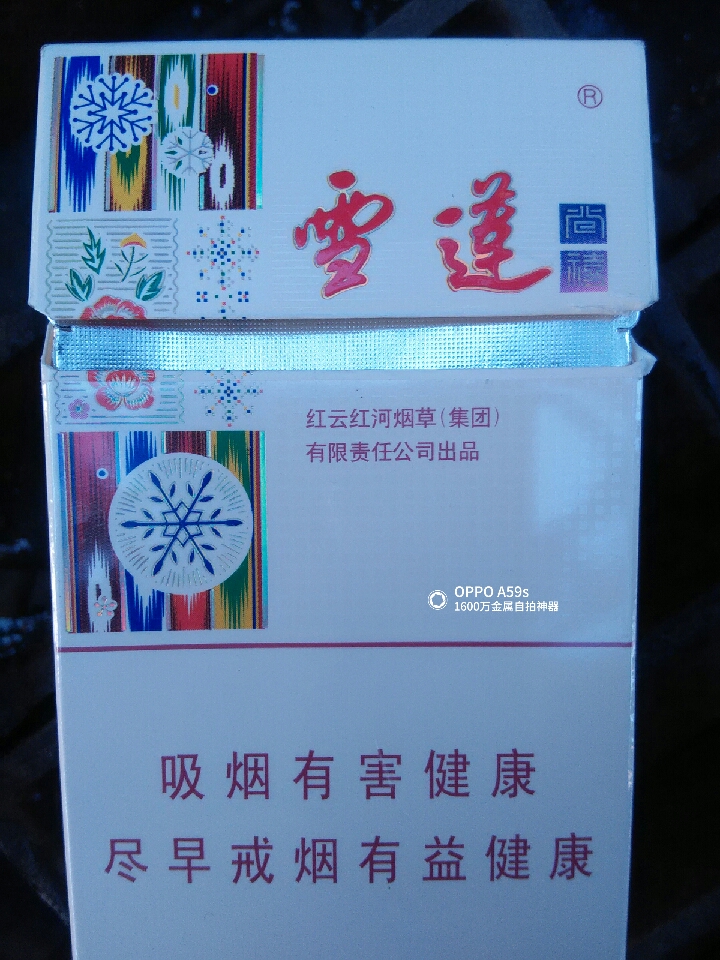 ®
雪莲
尚
红云红河烟草(集团)
有限责任公司出品
OPPO A59s
1600万金属自拍神器
吸烟有害健康
尽早戒烟有益健康